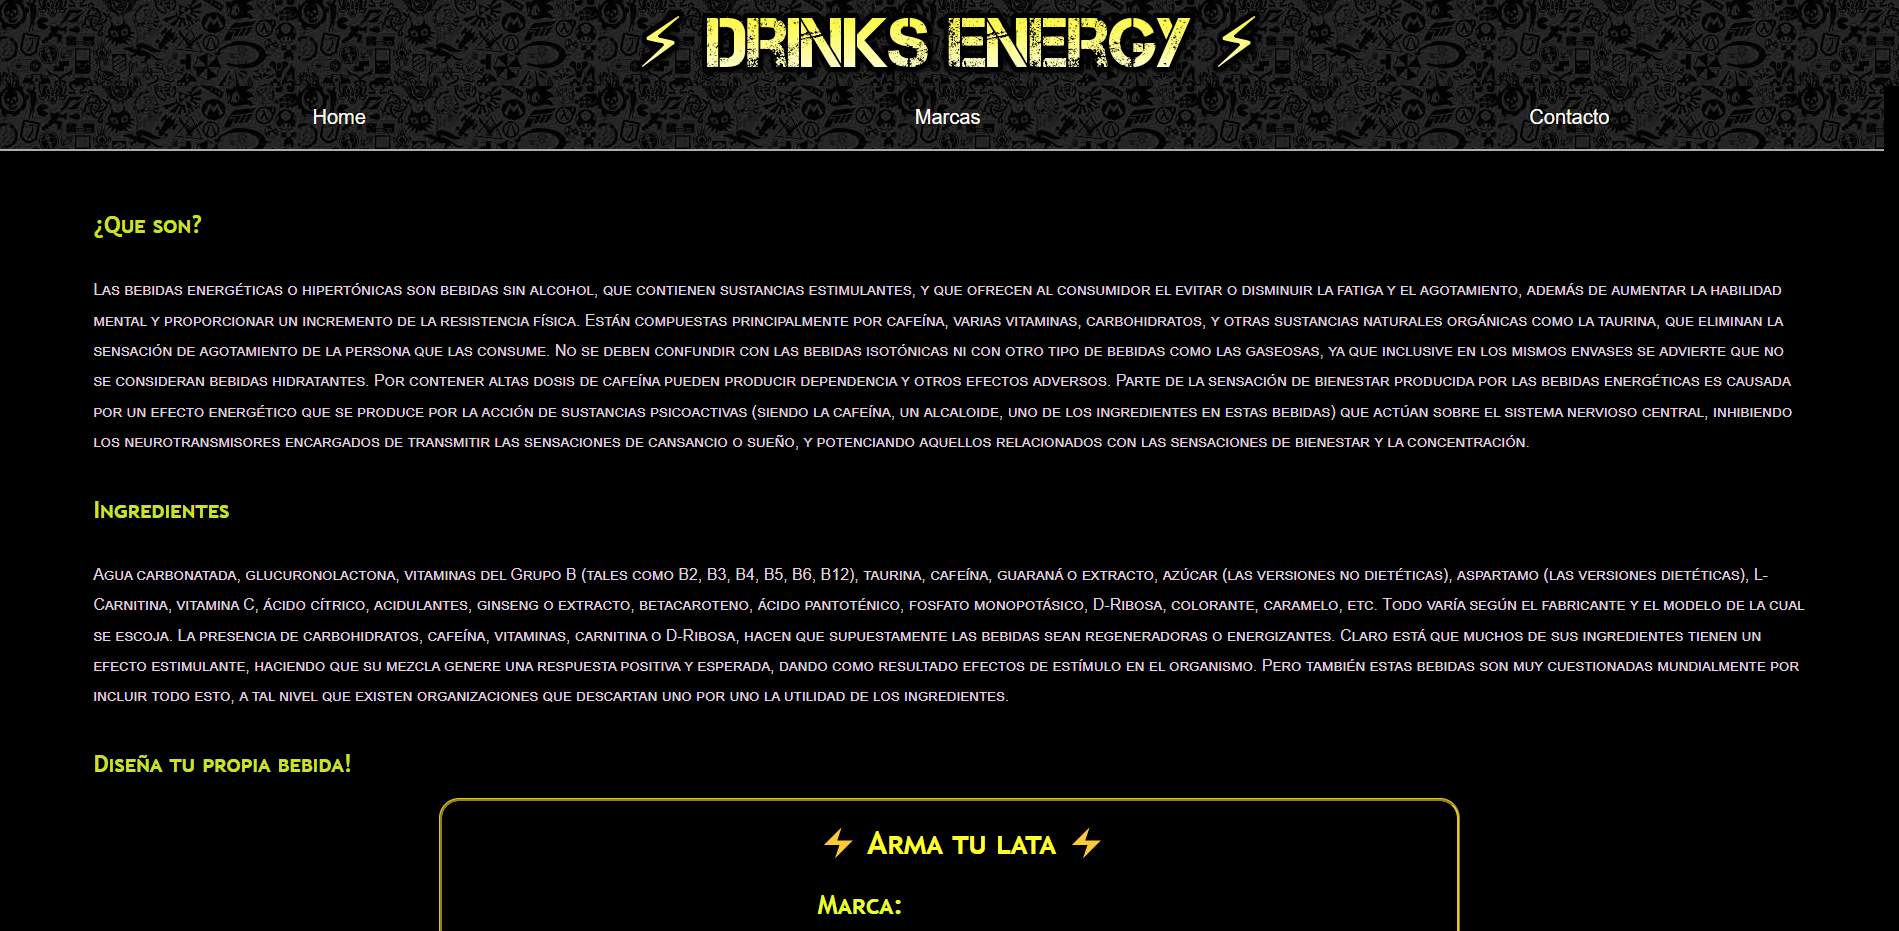 ⚡ DRINKS ENERGY ⚡
Home Marcas Contacto
¿Que son?
Las bebidas energéticas o hipertónicas son bebidas sin alcohol, que contienen sustancias estimulantes, y que ofrecen al consumidor el evitar o disminuir la fatiga y el agotamiento, además de aumentar la habilidad
mental y proporcionar un incremento de la resistencia física. Están compuestas principalmente por cafeína, varias vitaminas, carbohidratos, y otras sustancias naturales orgánicas como la taurina, que eliminan la
sensación de agotamiento de la persona que las consume. No se deben confundir con las bebidas isotónicas ni con otro tipo de bebidas como las gaseosas, ya que inclusive en los mismos envases se advierte que no
se consideran bebidas hidratantes. Por contener altas dosis de cafeína pueden producir dependencia y otros efectos adversos. Parte de la sensación de bienestar producida por las bebidas energéticas es causada
por un efecto energético que se produce por la acción de sustancias psicoactivas (siendo la cafeína, un alcaloide, uno de los ingredientes en estas bebidas) que actúan sobre el sistema nervioso central, inhibiendo
los neurotransmisores encargados de transmitir las sensaciones de cansancio o sueño, y potenciando aquellos relacionados con las sensaciones de bienestar y la concentración.
Ingredientes
Agua carbonatada, glucuronolactona, vitaminas del Grupo B (tales como B2, B3, B4, B5, B6, B12), taurina, cafeína, guaraná o extracto, azúcar (las versiones no dietéticas), aspartamo (las versiones dietéticas), L-
Carnitina, vitamina C, ácido cítrico, acidulantes, ginseng o extracto, betacaroteno, ácido pantoténico, fosfato monopotásico, D-Ribosa, colorante, caramelo, etc. Todo varía según el fabricante y el modelo de la cual
se escoja. La presencia de carbohidratos, cafeína, vitaminas, carnitina o D-Ribosa, hacen que supuestamente las bebidas sean regeneradoras o energizantes. Claro está que muchos de sus ingredientes tienen un
efecto estimulante, haciendo que su mezcla genere una respuesta positiva y esperada, dando como resultado efectos de estímulo en el organismo. Pero también estas bebidas son muy cuestionadas mundialmente por
incluir todo esto, a tal nivel que existen organizaciones que descartan uno por uno la utilidad de los ingredientes.
Diseña tu propia bebida!
⚡ Arma tu lata ⚡
Marca: